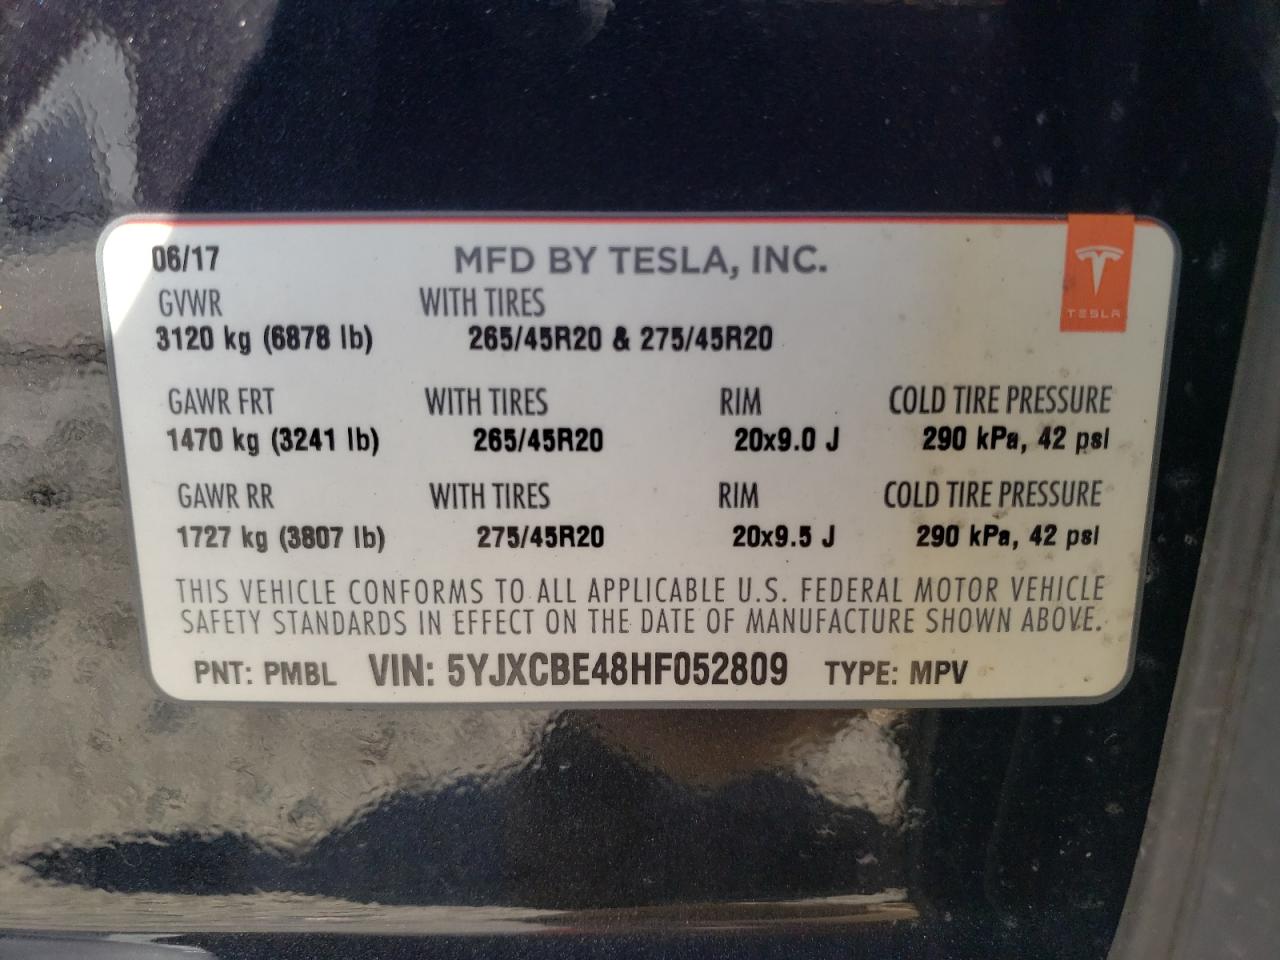 06/17 MFD BY TESLA, INC.
TESLA
GVWR WITH TIRES
3120 kg (6878 lb) 265/45R20 & 275/45R20
GAWR FRT WITH TIRES RIM COLD TIRE PRESSURE
1470 kg (3241 lb) 265/45R20 20x9.0 J 290 kPa, 42 psi
GAWR RR WITH TIRES RIM COLD TIRE PRESSURE
1727 kg (3807 lb) 275/45R20 20x9.5 J 290 kPa, 42 psi
THIS VEHICLE CONFORMS TO ALL APPLICABLE U.S. FEDERAL MOTOR VEHICLE
SAFETY STANDARDS IN EFFECT ON THE DATE OF MANUFACTURE SHOWN ABOVE.
PNT: PMBL VIN: 5YJXCBE48HF052809 TYPE: MPV